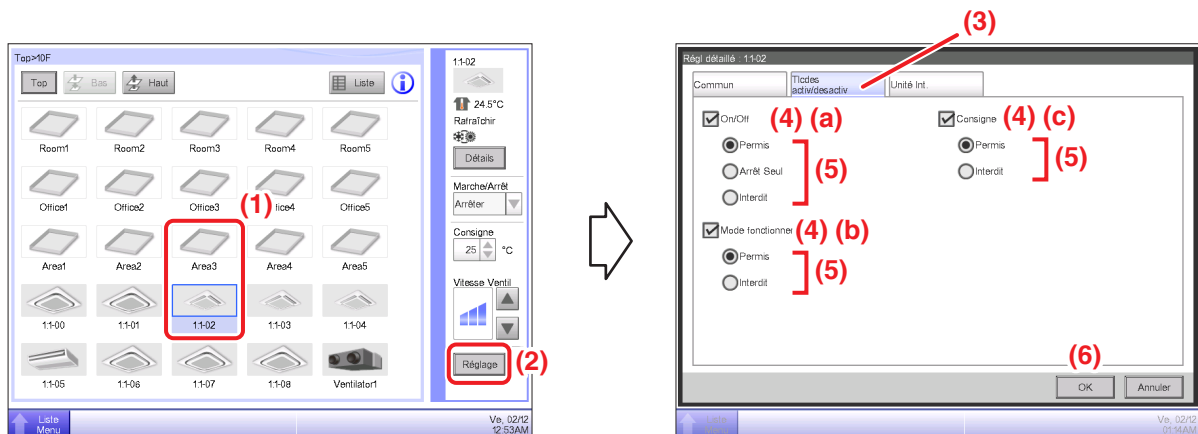 Top>10F
Top
Bas
Haut
Liste
Room1
Room2
Room3
Room4
Room5
Office1
Office2
Office3
(1)
fice4
Office5
Area1
Area2
Area3
Area4
Area5
1:1-00
1:1-01
1:1-02
1:1-03
1:1-04
1:1-05
1:1-06
1:1-07
1:1-08
Ventilator1
1:1-02
24.5°C
Rafraîchir
Détails
Marche/Arrêt
Arrêter
Consigne
25 °C
Vitesse Ventil
Réglage
(2)
Liste
Menu
Ve, 02/12
12:53AM
(3)
Régl détaillé : 1:1-02
Commun
Tlcdes
activ/desactiv
Unité Int.
On/Off (4) (a)
Permis
Arrêt Seul
Interdit
(5)
Mode fonctionner (4) (b)
Permis
Interdit
(5)
Consigne (4) (c)
Permis
Interdit
(5)
(6)
OK
Annuler
Liste
Menu
Ve, 02/12
01:14AM